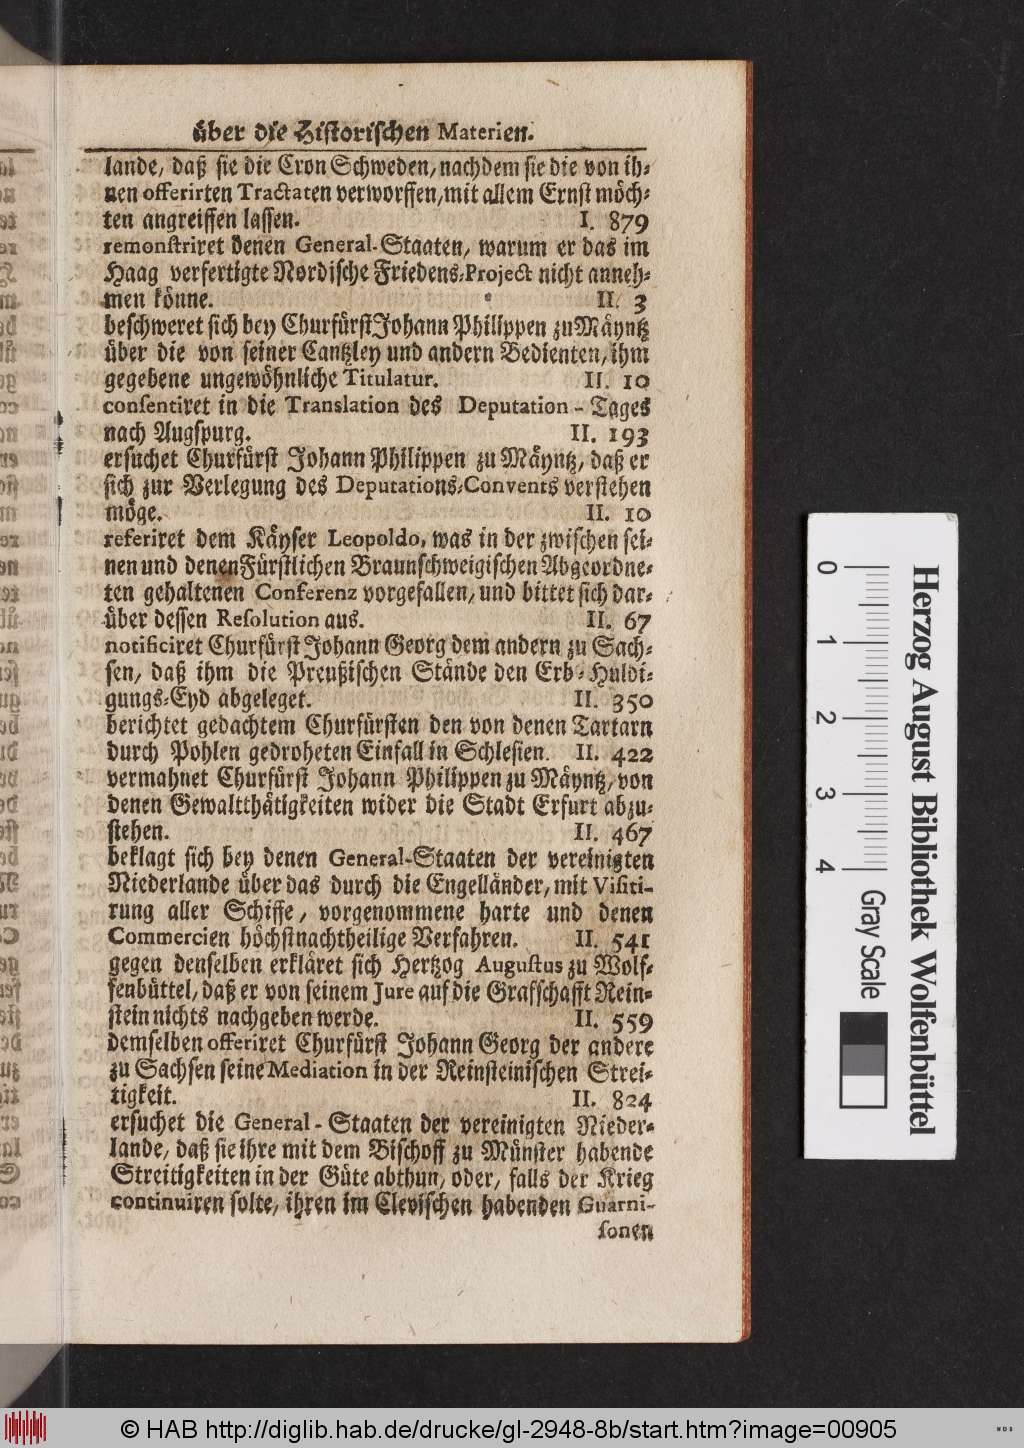 über die Historischen Materien.
lande, daß sie die Cron Schweden, nachdem sie die von ih-
nen offerirten Tractaten verworffen, mit allem Ernst möch-
ten angreiffen lassen. I. 879
remonstriret denen General-Staaten, warum er das im
Haag verfertigte Nordische Friedens-Project nicht anneh-
men könne. II. 3
beschweret sich bey Churfürst Johann Philippen zu Mäyntz
über die von seiner Cantzley und andern Bedienten, ihm
gegebene ungewöhnliche Titulatur. II. 10
consentiret in die Translation des Deputation-Tages
nach Augspurg. II. 193
ersuchet Churfürst Johann Philippen zu Mäyntz, daß er
sich zur Verlegung des Deputations-Convents verstehen
möge. II. 10
referiret dem Käyser Leopoldo, was in der zwischen sei-
nen und denen Fürstlichen Braunschweigischen Abgeordne-
ten gehaltenen Conferenz vorgefallen, und bittet sich dar-
über dessen Resolution aus. II. 67
notificiret Churfürst Johann Georg dem andern zu Sach-
sen, daß ihm die Preußischen Stände den Erb-Huldi-
gungs-Eyd abgeleget. II. 350
berichtet gedachtem Churfürsten den von denen Tartarn
durch Pohlen gedroheten Einfall in Schlesien. II. 422
vermahnet Churfürst Johann Philippen zu Mäyntz, von
denen Gewaltthätigkeiten wider die Stadt Erfurt abzu-
stehen. II. 467
beklagt sich bey denen General-Staaten der vereinigten
Niederlande über das durch die Engelländer, mit Visiti-
rung aller Schiffe, vorgenommene harte und denen
Commercien höchstnachtheilige Verfahren. II. 541
gegen denselben erkläret sich Hertzog Augustus zu Wolf-
fenbüttel, daß er von seinem Jure auf die Grafschafft Rein-
stein nichts nachgeben werde. II. 559
demselben offeriret Churfürst Johann Georg der andere
zu Sachsen seine Mediation in der Reinsteinischen Strei-
tigkeit. II. 824
ersuchet die General-Staaten der vereinigten Nieder-
lande, daß sie ihre mit dem Bischoff zu Münster habende
Streitigkeiten in der Güte abthun, oder, falls der Krieg
continuiren solte, ihren im Clevischen habenden Guarni-
sonen
0 1 2 3 4
Gray Scale
Herzog August Bibliothek Wolfenbüttel
© HAB http://diglib.hab.de/drucke/gl-2948-8b/start.htm?image=00905